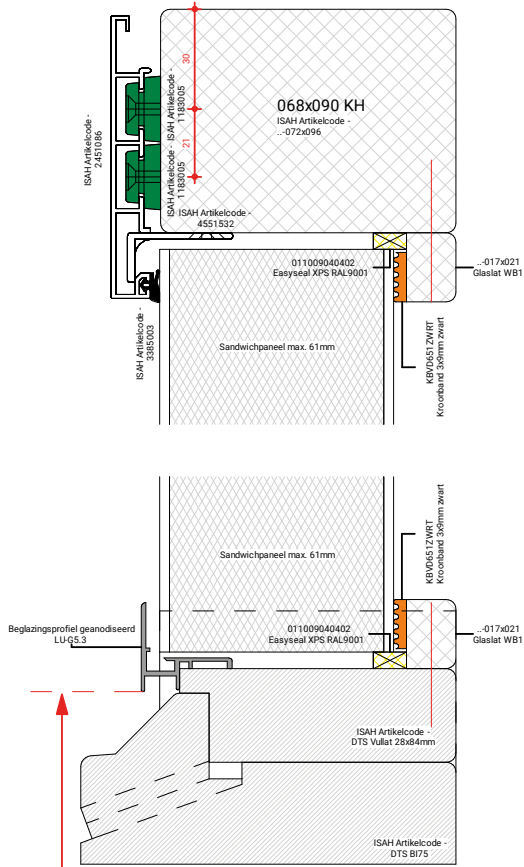 30
21
068x090 KH
ISAH Artikelcode -
..-072x096
ISAH Artikelcode -
2451086
ISAH Artikelcode -
1183005
ISAH Artikelcode -
1183005
ISAH Artikelcode -
4551532
011009040402
Easyseal XPS RAL9001
..-017x021
Glaslat WB1
ISAH Artikelcode -
3385003
Sandwichpaneel max. 61mm
KBVD651ZWRT
Kroonband 3x9mm zwart
Sandwichpaneel max. 61mm
KBVD651ZWRT
Kroonband 3x9mm zwart
Beglazingsprofiel geanodiseerd
LU-G5.3
011009040402
Easyseal XPS RAL9001
..-017x021
Glaslat WB1
ISAH Artikelcode -
DTS Vullat 28x84mm
ISAH Artikelcode -
DTS BI75